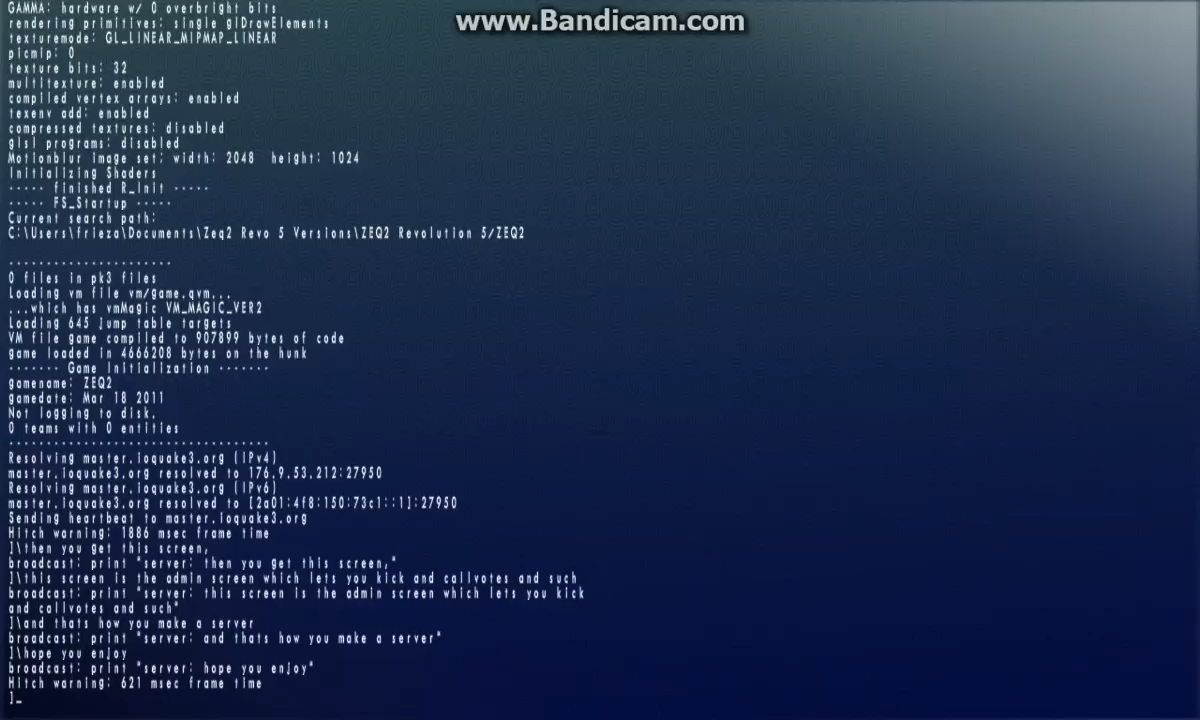 www.Bandicam.com
GAMMA: hardware w/ 0 overbright bits
rendering primitives: single glDrawElements
texturemode: GL_LINEAR_MIPMAP_LINEAR
picmip: 0
texture bits: 32
multitexture: enabled
compiled vertex arrays: enabled
texenv add: enabled
compressed textures: disabled
glsl programs: disabled
Motionblur image set: width: 2048  height: 1024
Initializing Shaders
----- finished R_Init -----
----- FS_Startup -----
Current search path:
C:\Users\frieza\Documents\Zeq2 Revo 5 Versions\ZEQ2 Revolution 5/ZEQ2
----------------------
0 files in pk3 files
Loading vm file vm/game.qvm...
...which has vmMagic VM_MAGIC_VER2
Loading 645 jump table targets
VM file game compiled to 907899 bytes of code
game loaded in 4666208 bytes on the hunk
------- Game Initialization -------
gamename: ZEQ2
gamedate: Mar 18 2011
Not logging to disk.
0 teams with 0 entities
-----------------------------------
Resolving master.ioquake3.org (IPv4)
master.ioquake3.org resolved to 176.9.53.212:27950
Resolving master.ioquake3.org (IPv6)
master.ioquake3.org resolved to [2a01:4f8:150:73c1::1]:27950
Sending heartbeat to master.ioquake3.org
Hitch warning: 1886 msec frame time
]\then you get this screen,
broadcast: print "server: then you get this screen,"
]\this screen is the admin screen which lets you kick and callvotes and such
broadcast: print "server: this screen is the admin screen which lets you kick
and callvotes and such"
]\and thats how you make a server
broadcast: print "server: and thats how you make a server"
]\hope you enjoy
broadcast: print "server: hope you enjoy"
Hitch warning: 621 msec frame time
]_